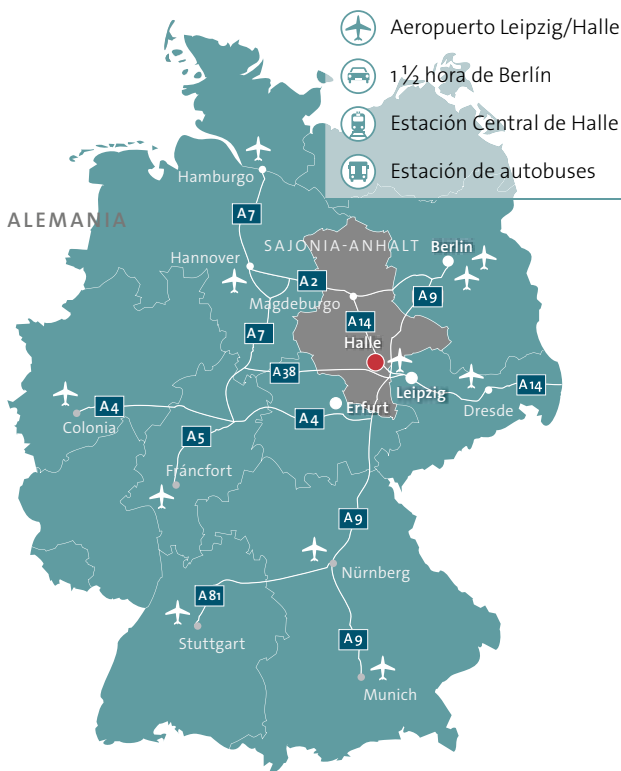 Aeropuerto Leipzig/Halle
1 ½ hora de Berlín
Estación Central de Halle
Estación de autobuses
Hamburgo
ALEMANIA
A7
SAJONIA-ANHALT
Berlin
Hannover
A2
A9
Magdeburgo
A14
A7
Halle
A38
Leipzig
A14
A4
Erfurt
Dresde
Colonia
A4
A5
Fráncfort
A9
Nürnberg
A81
Stuttgart
A9
Munich